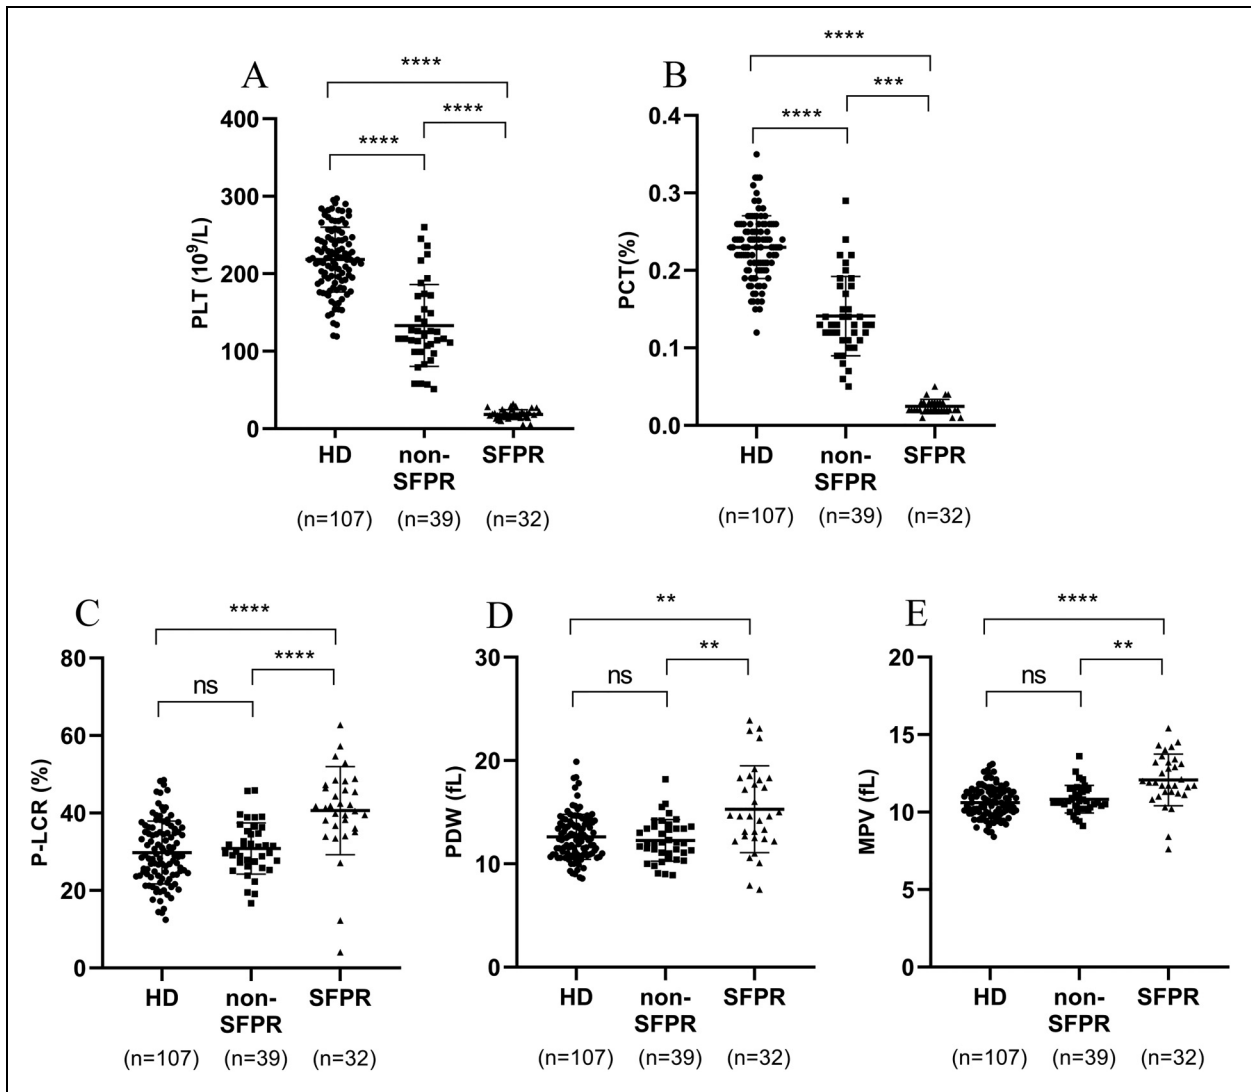 A
****
****
****
400
300
200
100
0
PLT (10⁹/L)
HD
non-
SFPR
SFPR
(n=107)
(n=39)
(n=32)
B
****
***
****
0.4
0.3
0.2
0.1
0.0
PCT(%)
HD
non-
SFPR
SFPR
(n=107)
(n=39)
(n=32)
C
****
****
ns
80
60
40
20
0
P-LCR (%)
HD
non-
SFPR
SFPR
(n=107)
(n=39)
(n=32)
D
**
**
ns
30
20
10
0
PDW (fL)
HD
non-
SFPR
SFPR
(n=107)
(n=39)
(n=32)
E
****
**
ns
20
15
10
5
0
MPV (fL)
HD
non-
SFPR
SFPR
(n=107)
(n=39)
(n=32)